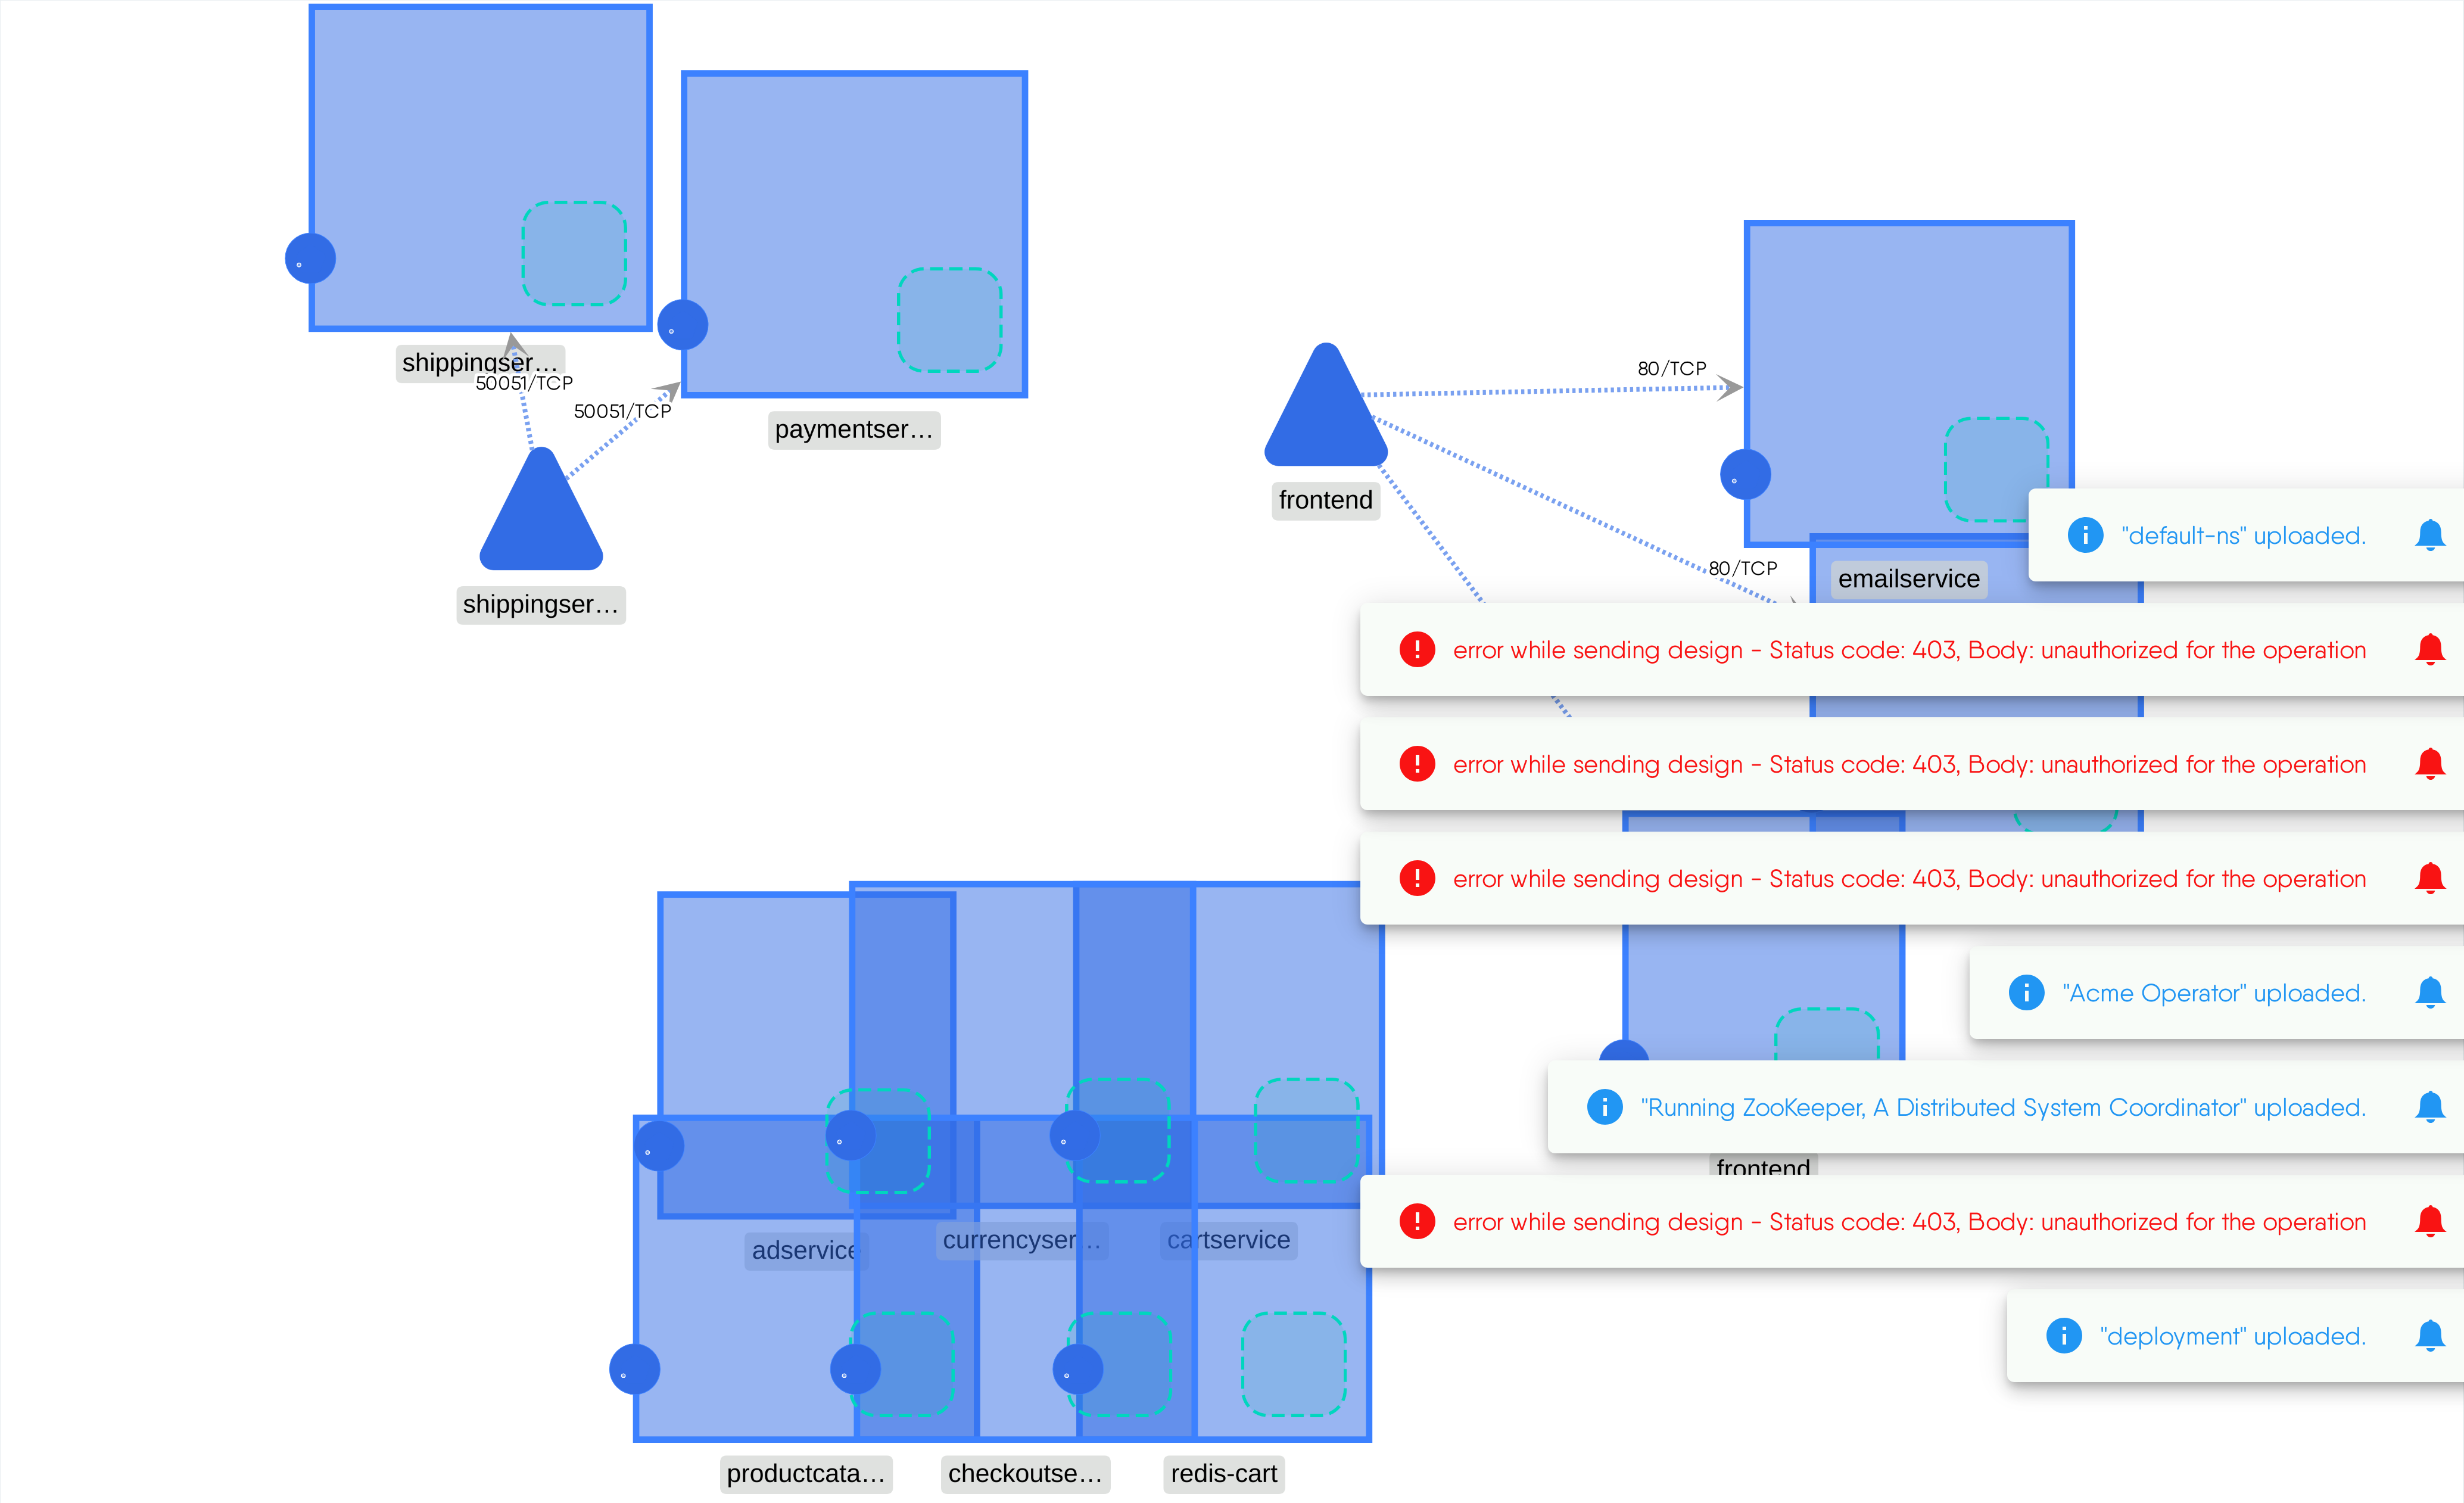 shippingser…
50051/TCP
50051/TCP
paymentser…
shippingser…
frontend
80/TCP
80/TCP
emailservice
"default-ns" uploaded.
error while sending design - Status code: 403, Body: unauthorized for the operation
error while sending design - Status code: 403, Body: unauthorized for the operation
error while sending design - Status code: 403, Body: unauthorized for the operation
"Acme Operator" uploaded.
"Running ZooKeeper, A Distributed System Coordinator" uploaded.
frontend
error while sending design - Status code: 403, Body: unauthorized for the operation
"deployment" uploaded.
adservice
currencyser…
cartservice
productcata…
checkoutse…
redis-cart